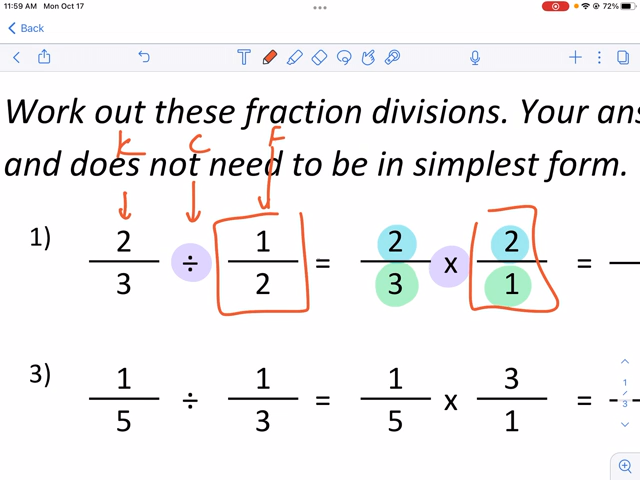 11:59 AM Mon Oct 17
72%
Back
T
Work out these fraction divisions. Your ans
K C F
and does not need to be in simplest form.
1) 2/3 ÷ 1/2 = 2/3 x 2/1 =
3) 1/5 ÷ 1/3 = 1/5 x 3/1 =
1/3